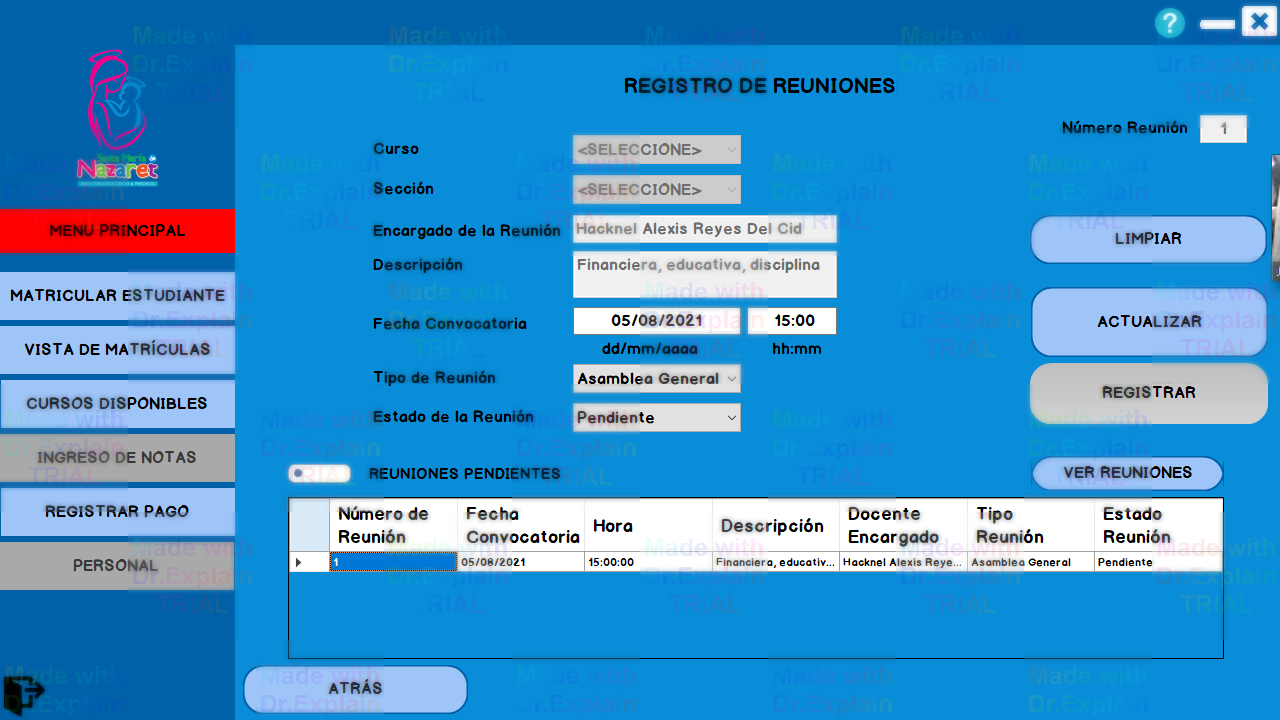 ?
REGISTRO DE REUNIONES
Número Reunión 1
Curso <SELECCIONE>
Sección <SELECCIONE>
Encargado de la Reunión Hacknel Alexis Reyes Del Cid
Descripción Financiera, educativa, disciplina
Fecha Convocatoria 05/08/2021 15:00
dd/mm/aaaa hh:mm
Tipo de Reunión Asamblea General
Estado de la Reunión Pendiente
LIMPIAR
ACTUALIZAR
REGISTRAR
Santa María de
Nazaret
MENU PRINCIPAL
MATRICULAR ESTUDIANTE
VISTA DE MATRÍCULAS
CURSOS DISPONIBLES
INGRESO DE NOTAS
REGISTRAR PAGO
PERSONAL
REUNIONES PENDIENTES
VER REUNIONES
Número de Reunión Fecha Convocatoria Hora Descripción Docente Encargado Tipo Reunión Estado Reunión
1 05/08/2021 15:00:00 Financiera, educativ... Hacknel Alexis Reye... Asamblea General Pendiente
ATRÁS
Made with
Dr.Explain
TRIAL